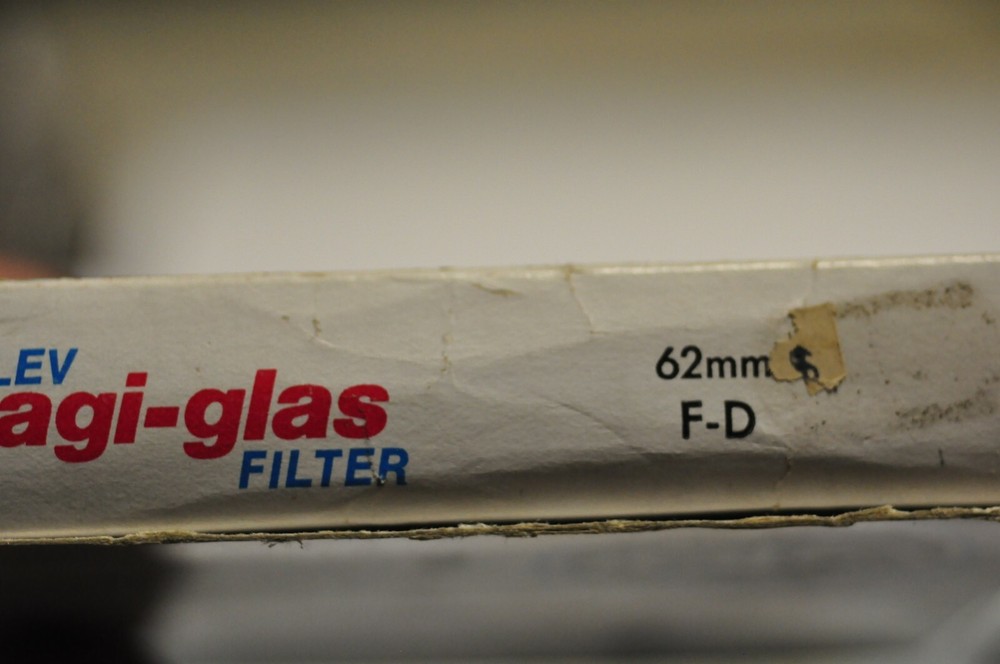 LEV
agi-glas
FILTER
62mm S
F-D